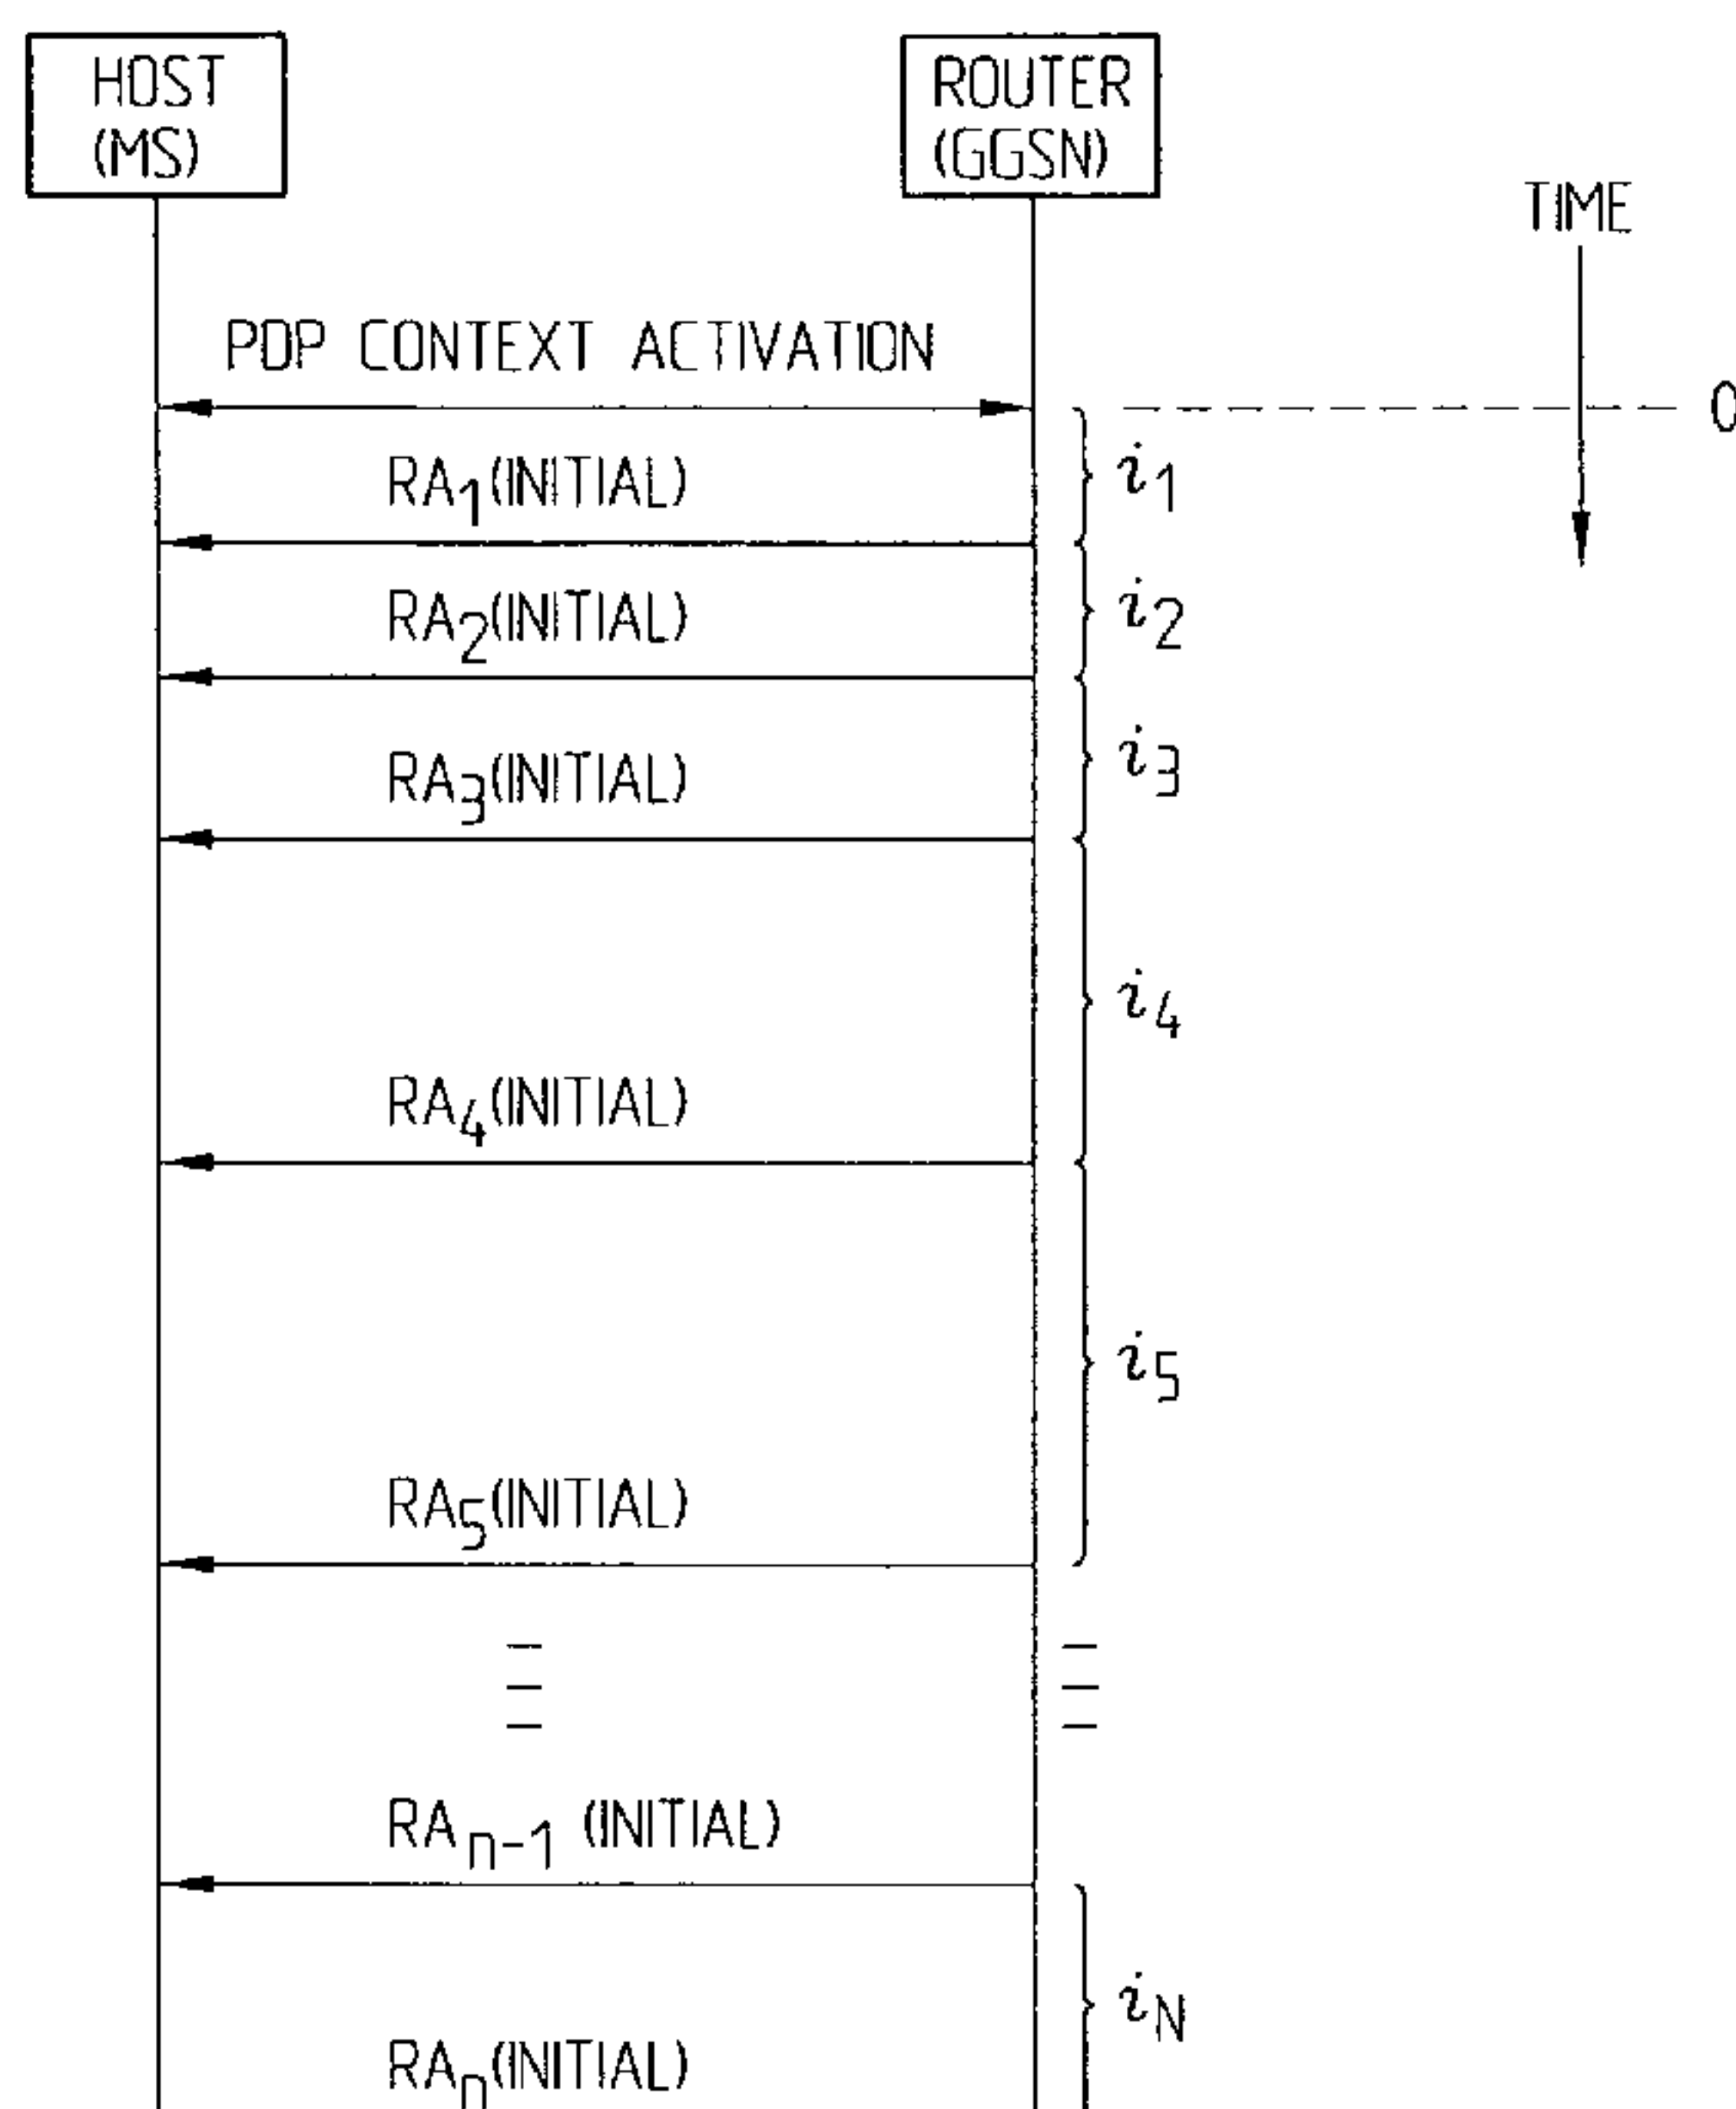 HOST
(MS)
ROUTER
(GGSN)
TIME
PDP CONTEXT ACTIVATION
0
RA1(INITIAL)
i1
RA2(INITIAL)
i2
RA3(INITIAL)
i3
i4
RA4(INITIAL)
i5
RA5(INITIAL)
RAn-1 (INITIAL)
iN
RAn(INITIAL)